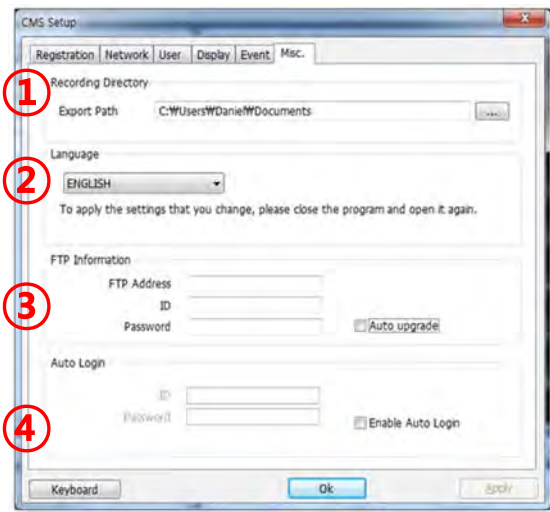 CMS Setup
Registration Network User Display Event Misc.
① Recording Directory
Export Path C:₩Users₩Daniel₩Documents ...
Language
② ENGLISH
To apply the settings that you change, please close the program and open it again.
FTP Information
FTP Address
③ ID
Password Auto upgrade
Auto Login
ID
④ Password Enable Auto Login
Keyboard Ok Apply